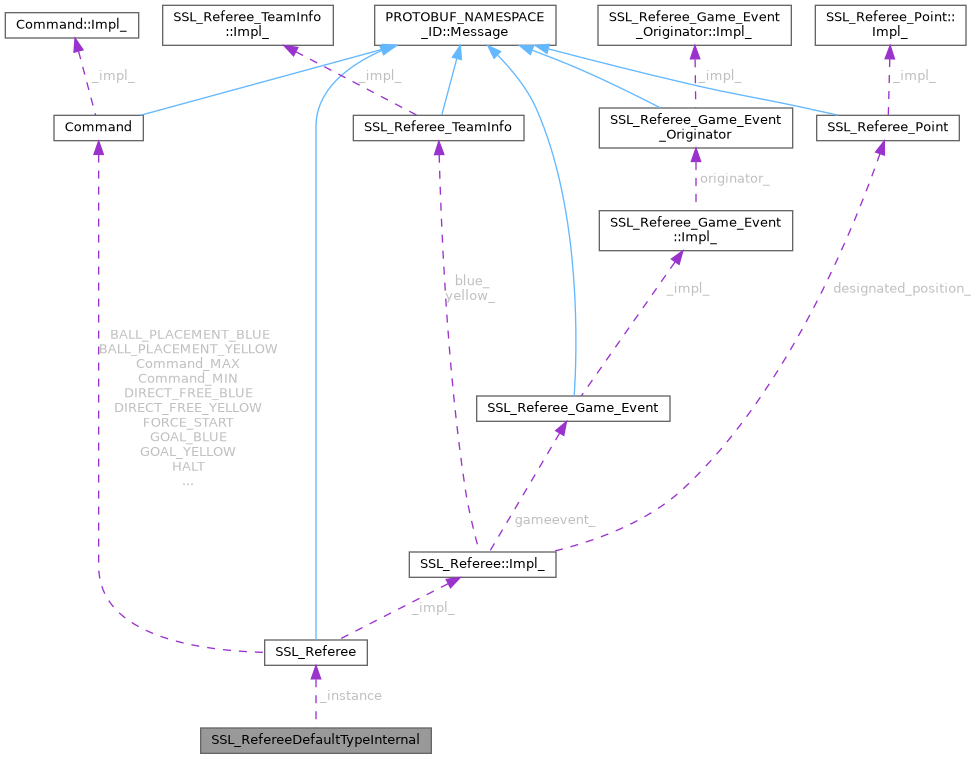 Command::Impl_
SSL_Referee_TeamInfo
::Impl_
PROTOBUF_NAMESPACE
_ID::Message
SSL_Referee_Game_Event
_Originator::Impl_
SSL_Referee_Point::
Impl_
_impl_
_impl_
_impl_
_impl_
Command
SSL_Referee_TeamInfo
SSL_Referee_Game_Event
_Originator
SSL_Referee_Point
originator_
SSL_Referee_Game_Event
::Impl_
blue_
yellow_
_impl_
designated_position_
BALL_PLACEMENT_BLUE
BALL_PLACEMENT_YELLOW
Command_MAX
Command_MIN
DIRECT_FREE_BLUE
DIRECT_FREE_YELLOW
FORCE_START
GOAL_BLUE
GOAL_YELLOW
HALT
...
SSL_Referee_Game_Event
gameevent_
SSL_Referee::Impl_
_impl_
SSL_Referee
_instance
SSL_RefereeDefaultTypeInternal